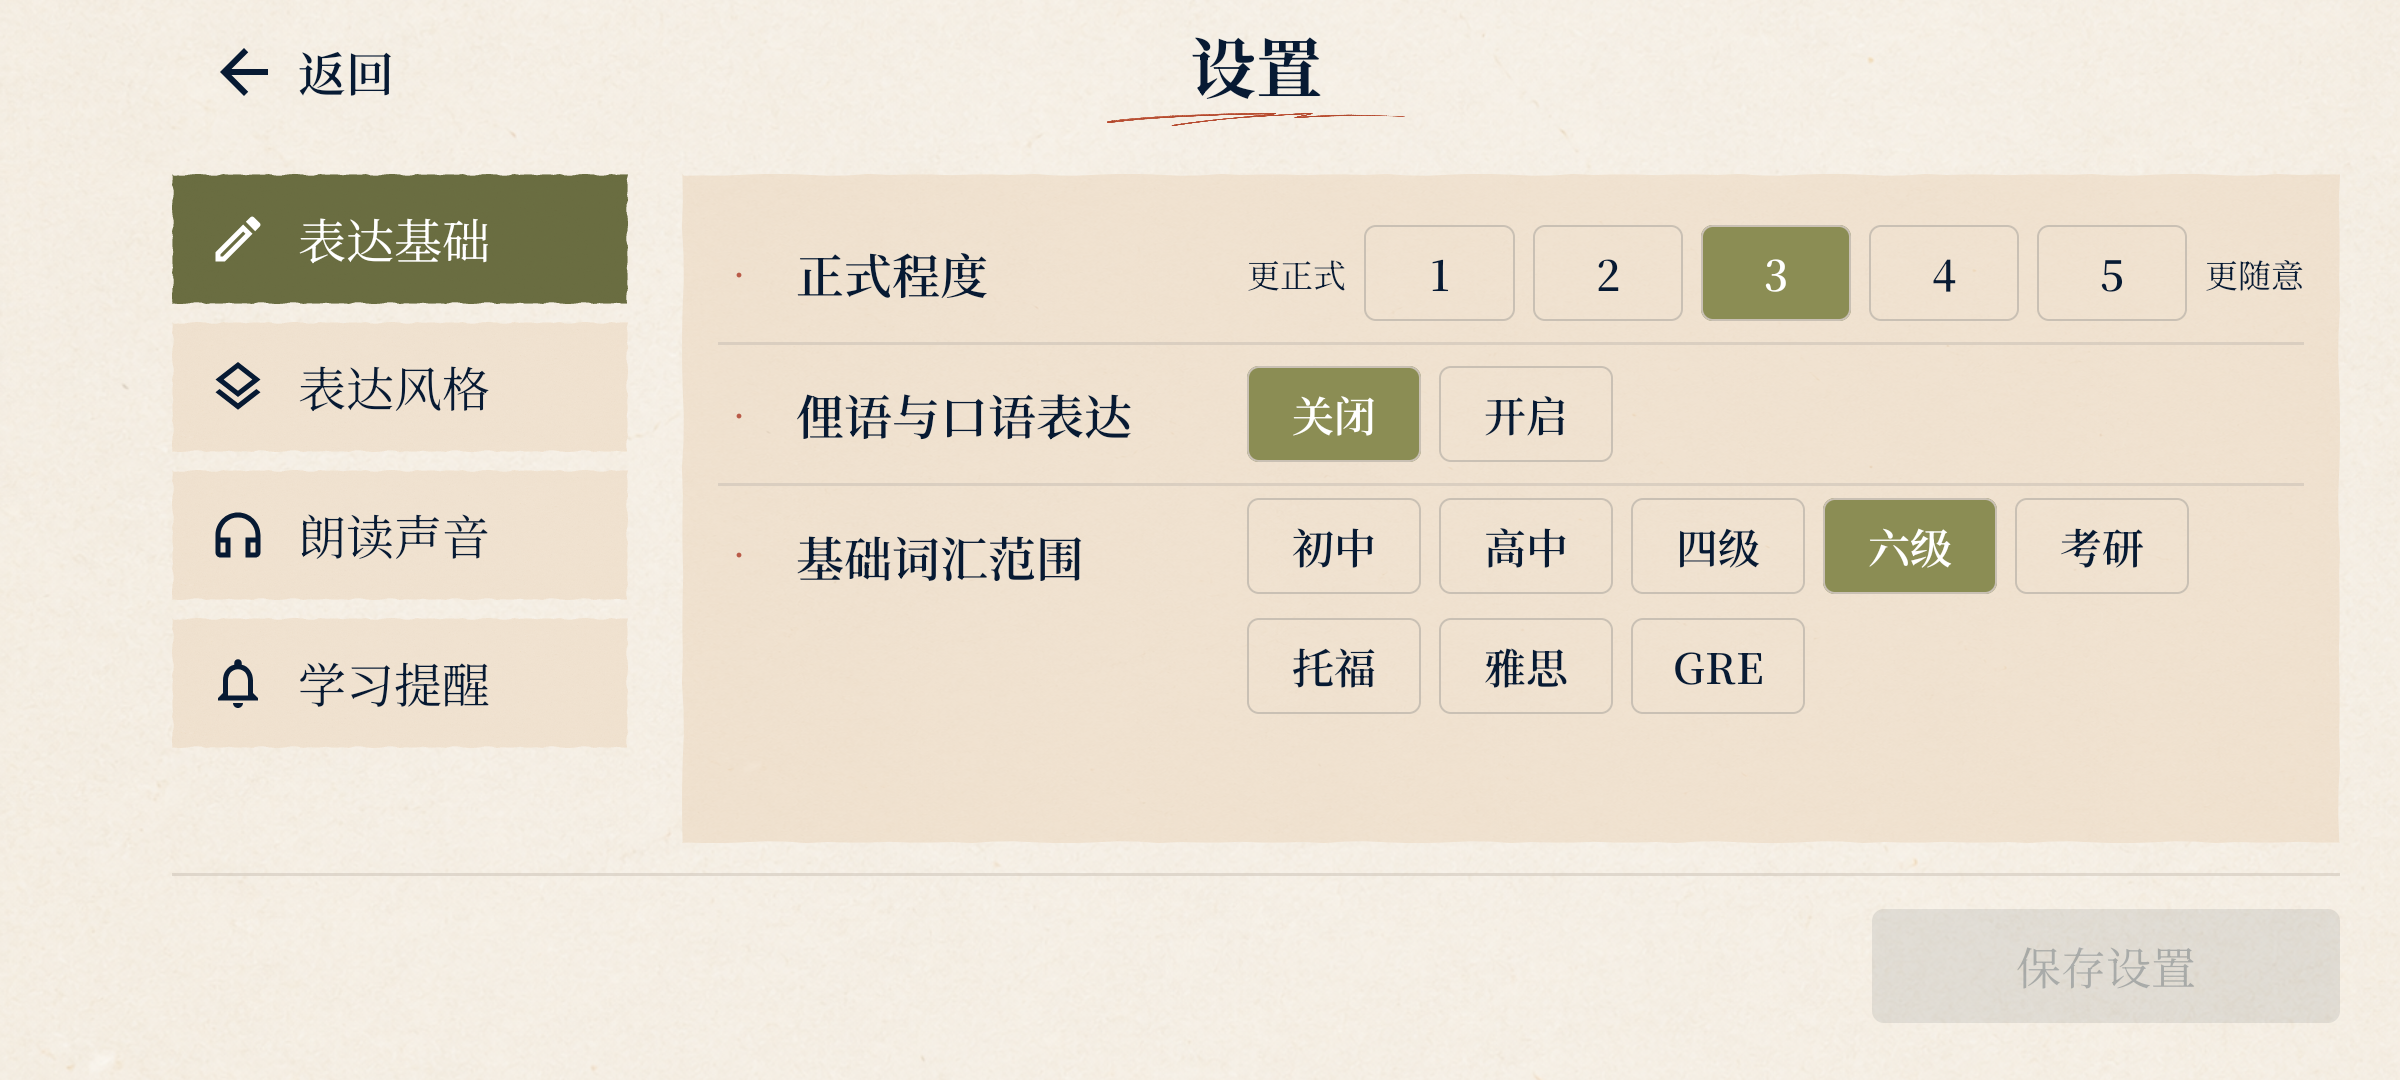 返回
设置
表达基础
表达风格
朗读声音
学习提醒
正式程度 更正式 1 2 3 4 5 更随意
俚语与口语表达 关闭 开启
基础词汇范围 初中 高中 四级 六级 考研
托福 雅思 GRE
保存设置